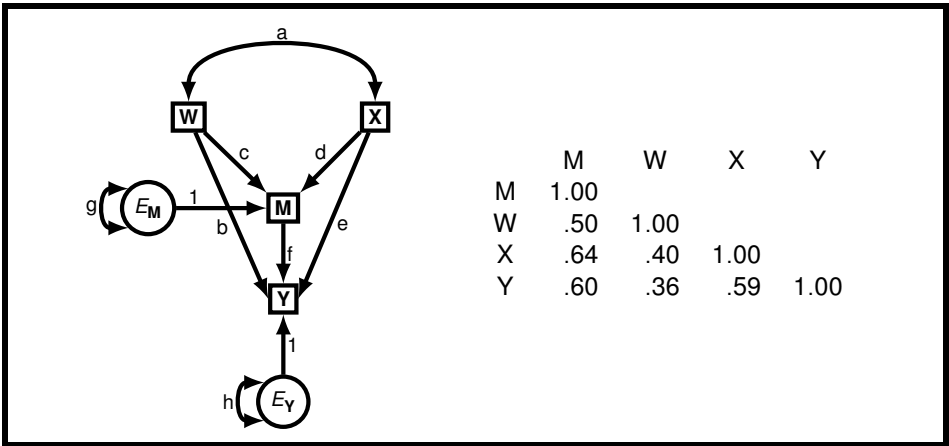 a
W X
c d
g E_M 1 M
b e
f
Y
1
h E_Y
M W X Y
M 1.00
W .50 1.00
X .64 .40 1.00
Y .60 .36 .59 1.00